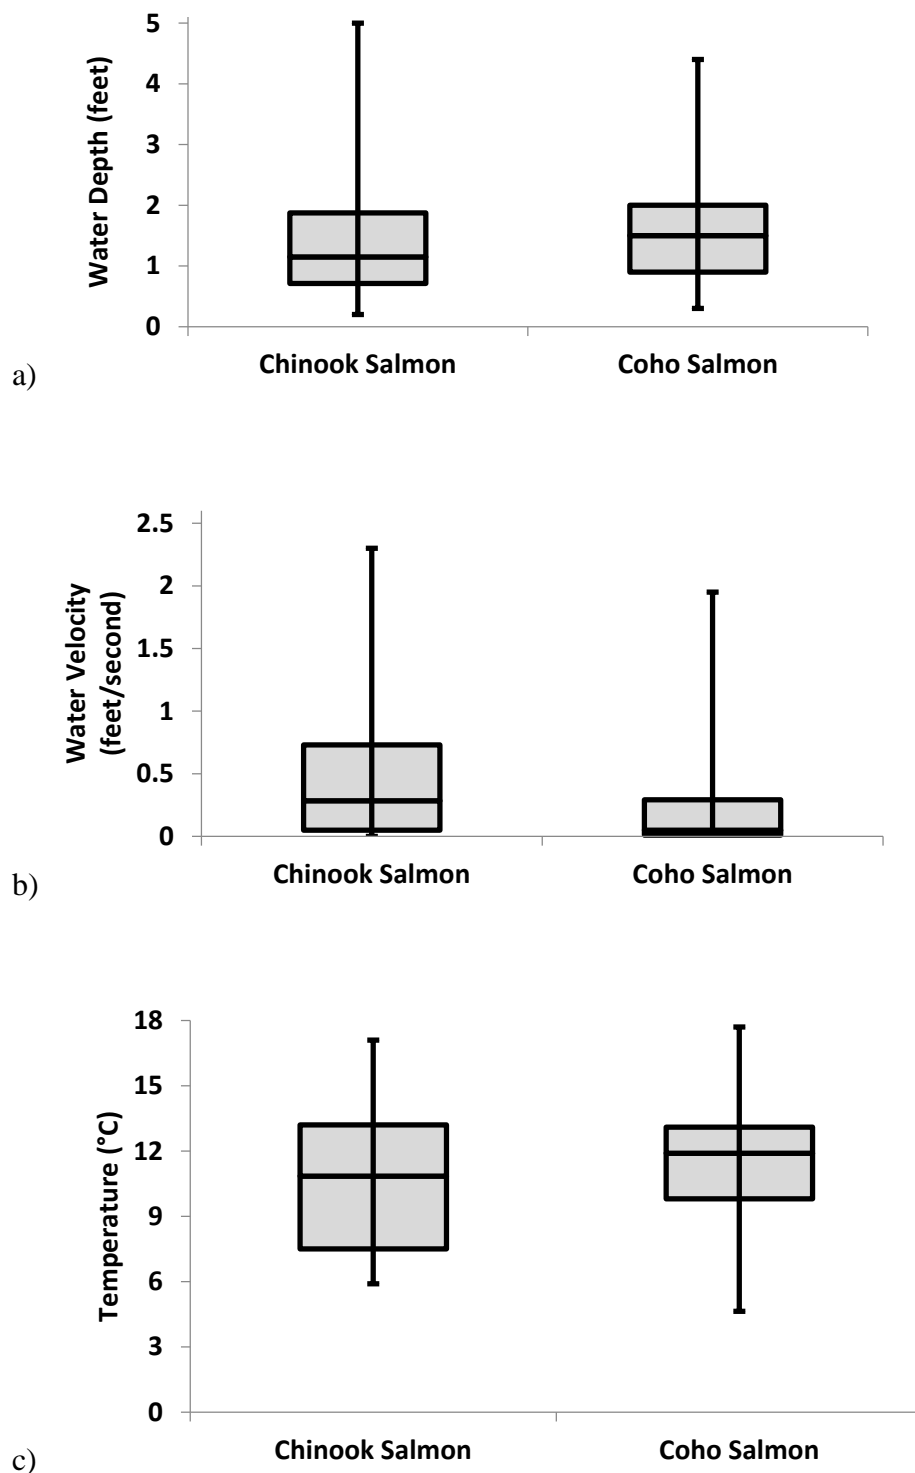 5
4
3
2
1
0
Water Depth (feet)
Chinook Salmon Coho Salmon
a)
2.5
2
1.5
1
0.5
0
Water Velocity
(feet/second)
Chinook Salmon Coho Salmon
b)
18
15
12
9
6
3
0
Temperature (°C)
Chinook Salmon Coho Salmon
c)